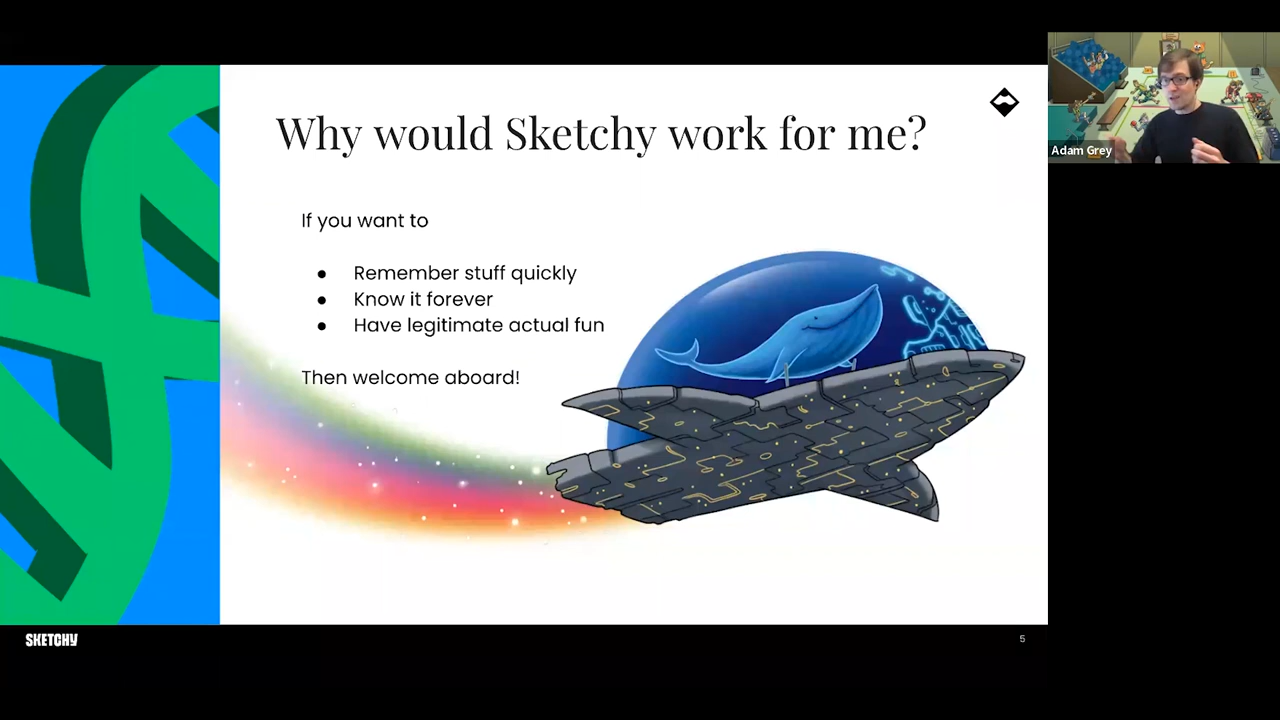 Why would Sketchy work for me?
If you want to
● Remember stuff quickly
● Know it forever
● Have legitimate actual fun
Then welcome aboard!
Adam Grey
SKETCHY
5